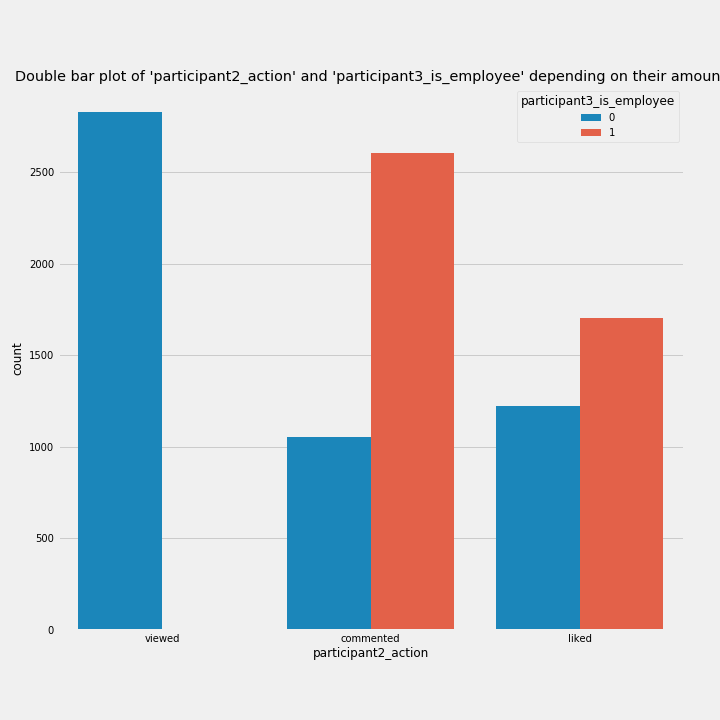 Double bar plot of 'participant2_action' and 'participant3_is_employee' depending on their amoun
participant3_is_employee
0
1
2500
2000
1500
1000
500
0
count
viewed
commented
liked
participant2_action